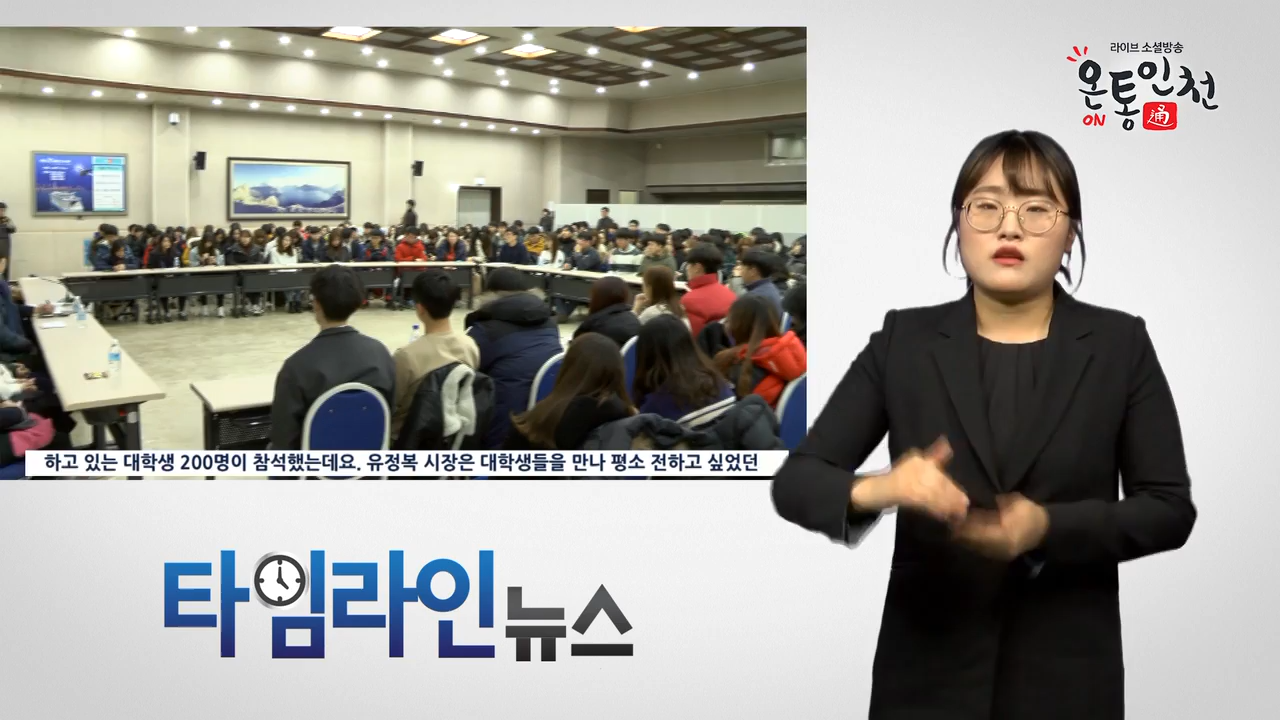 라이브 소셜방송
온통인천
ON 通
하고 있는 대학생 200명이 참석했는데요. 유정복 시장은 대학생들을 만나 평소 전하고 싶었던
타임라인뉴스